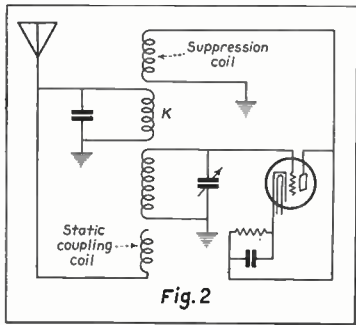 Suppression
coil
K
Static
coupling
coil
Fig. 2